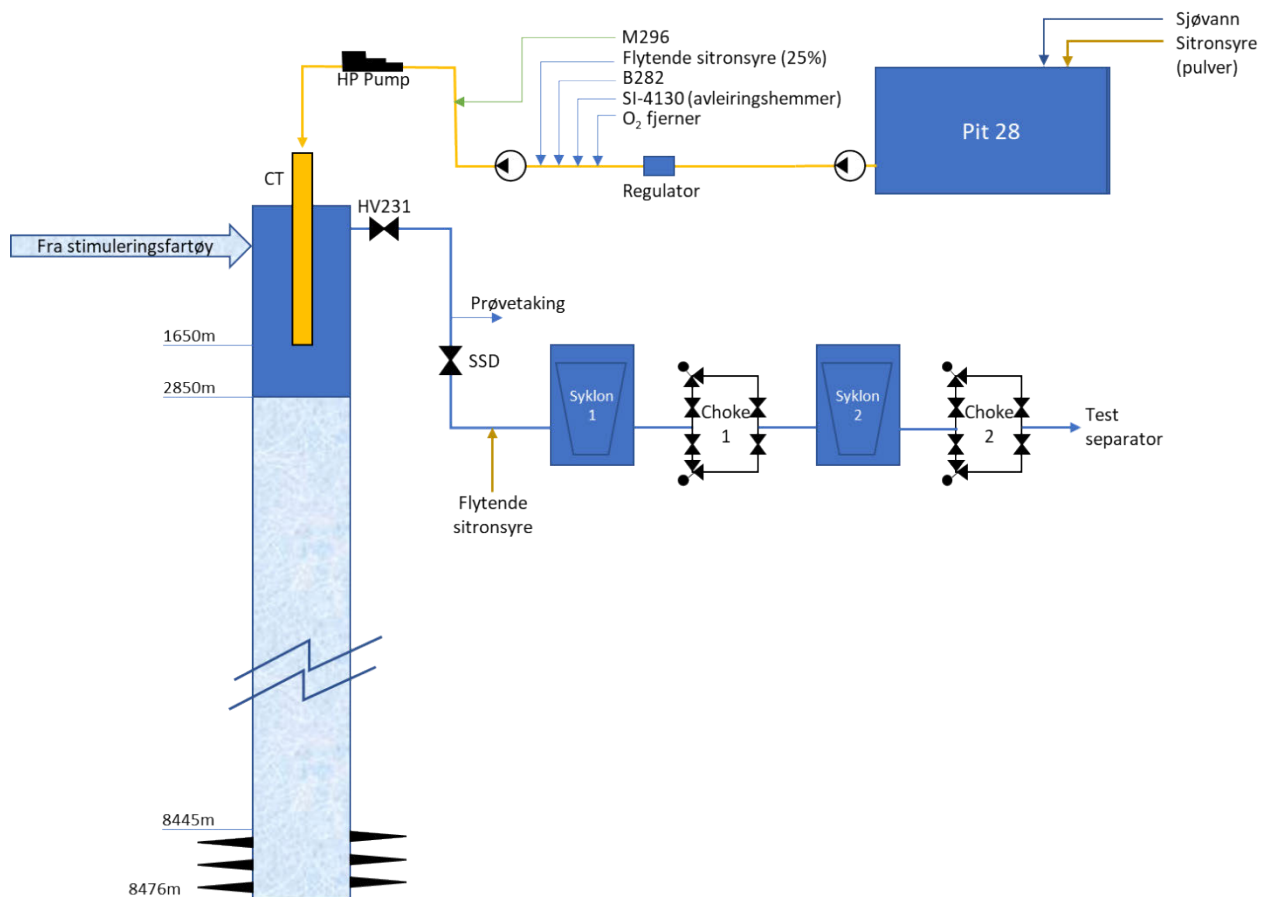 Sjøvann
Sitronsyre
(pulver)
M296
Flytende sitronsyre (25%)
B282
SI-4130 (avleiringshemmer)
O2 fjerner
HP Pump
Pit 28
Regulator
CT
HV231
Fra stimuleringsfartøy
Prøvetaking
1650m
SSD
2850m
Syklon
1
Choke
1
Syklon
2
Choke
2
Test
separator
Flytende
sitronsyre
8445m
8476m